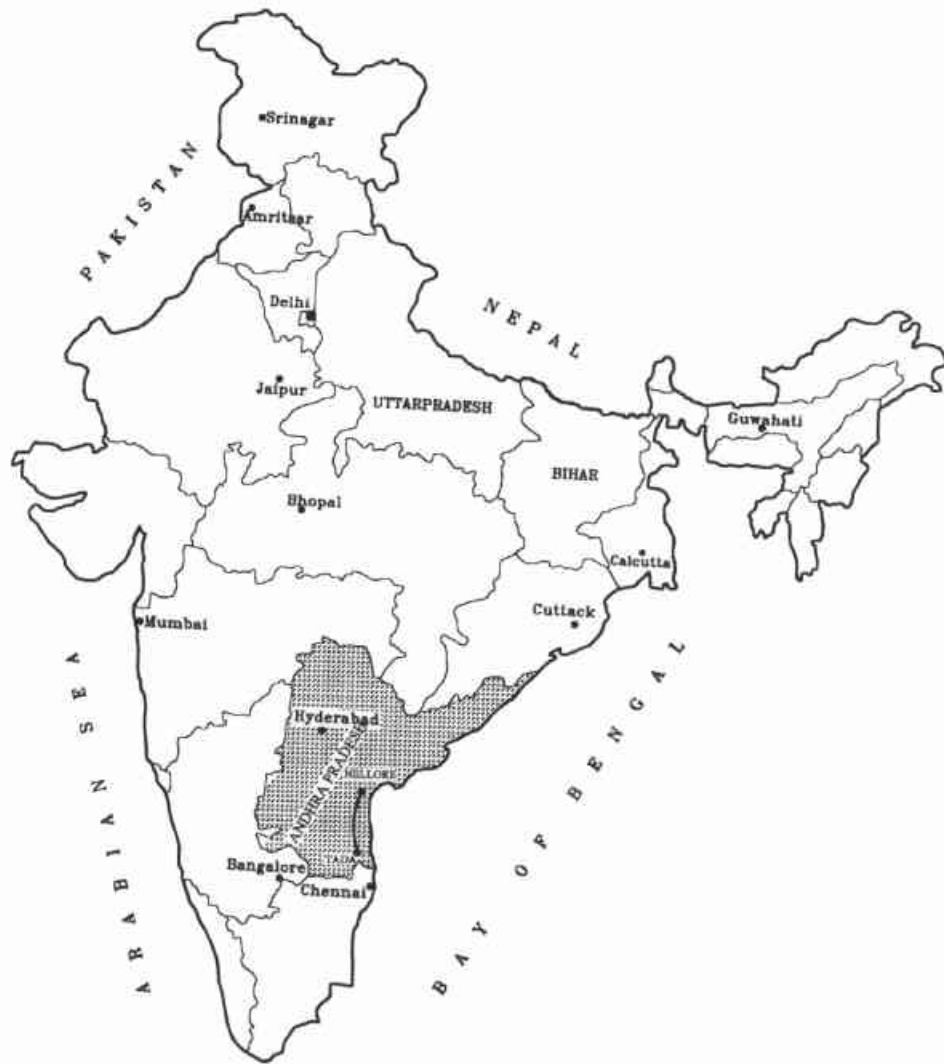 Srinagar
PAKISTAN
Amritsar
Delhi
NEPAL
Jaipur
UTTARPRADESH
Guwahati
BIHAR
Bhopal
Calcutta
Cuttack
Mumbai
ARABIAN SEA
Hyderabad
ANDHRA PRADESH
NELLORE
BAY OF BENGAL
TADA
Bangalore
Chennai